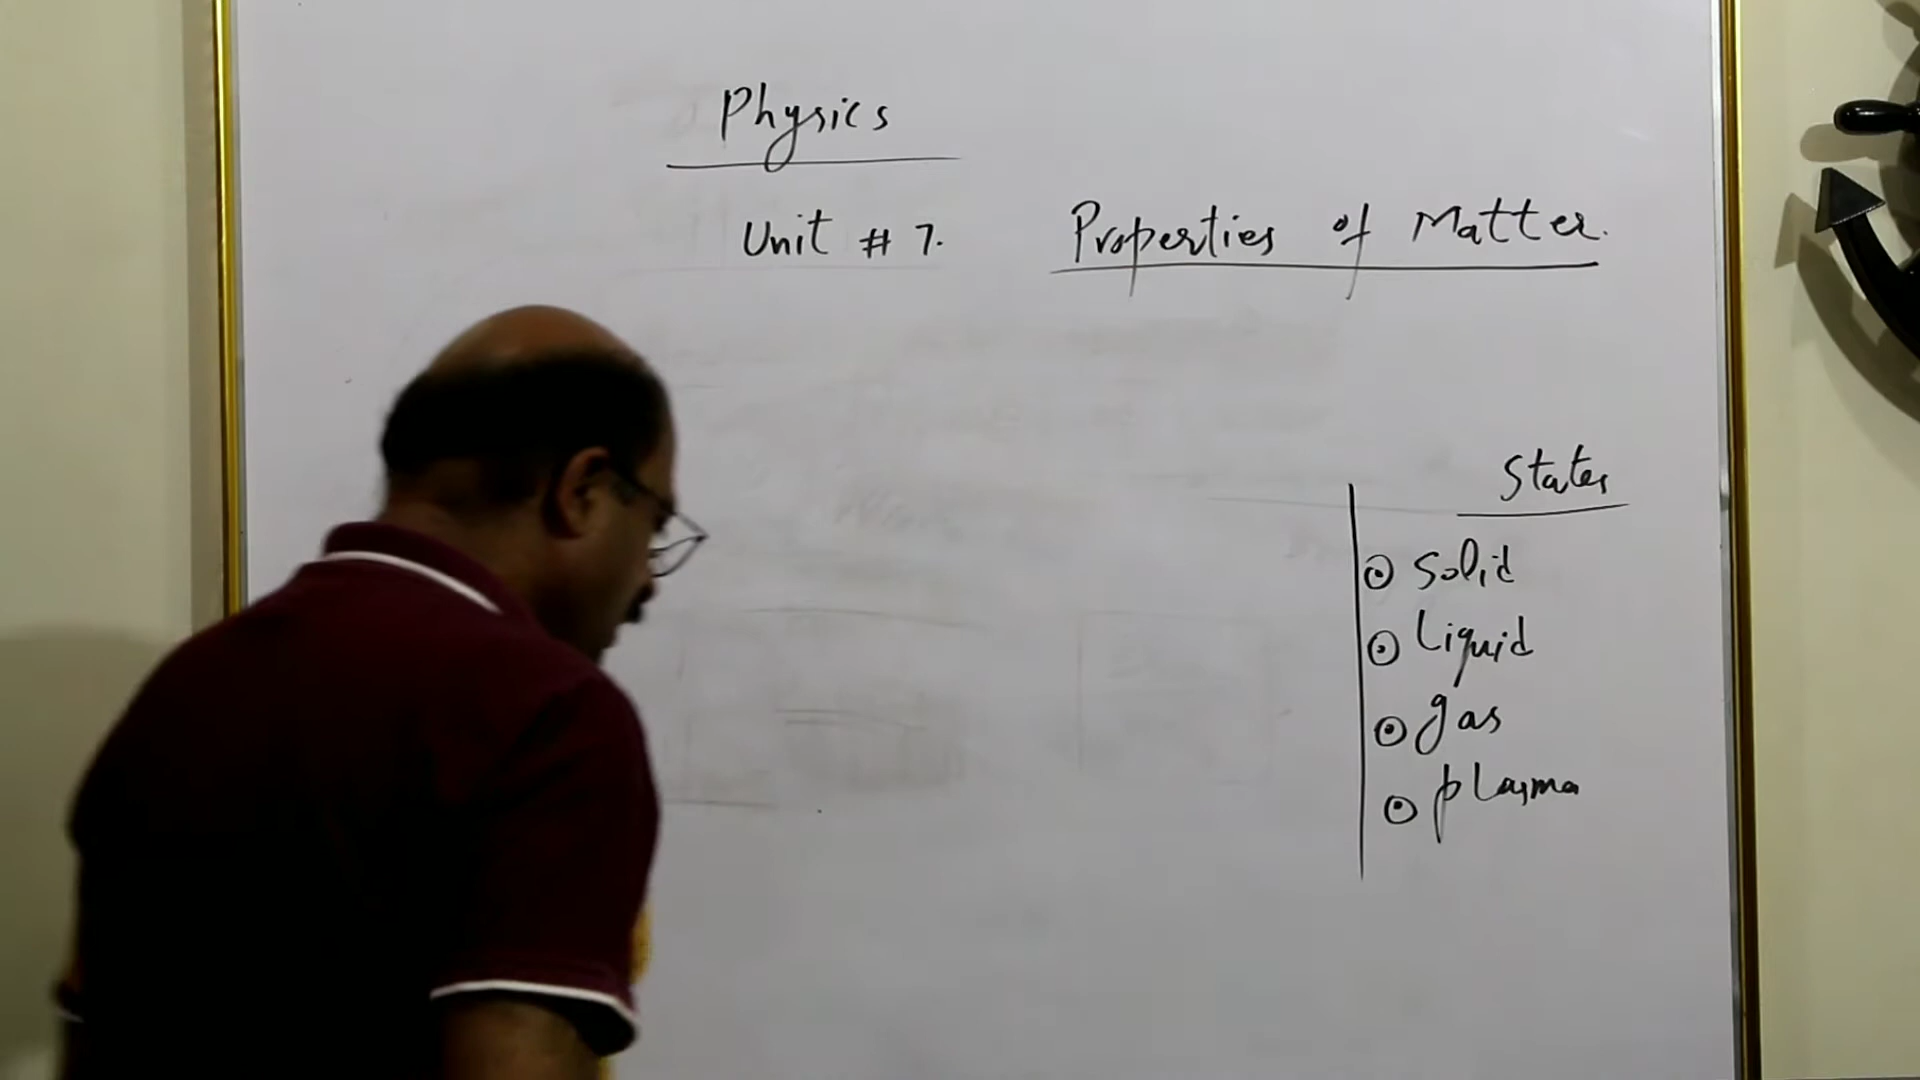 Physics
Unit # 7. Properties of Matter.
States
⊙ Solid
⊙ Liquid
⊙ gas
⊙ plasma